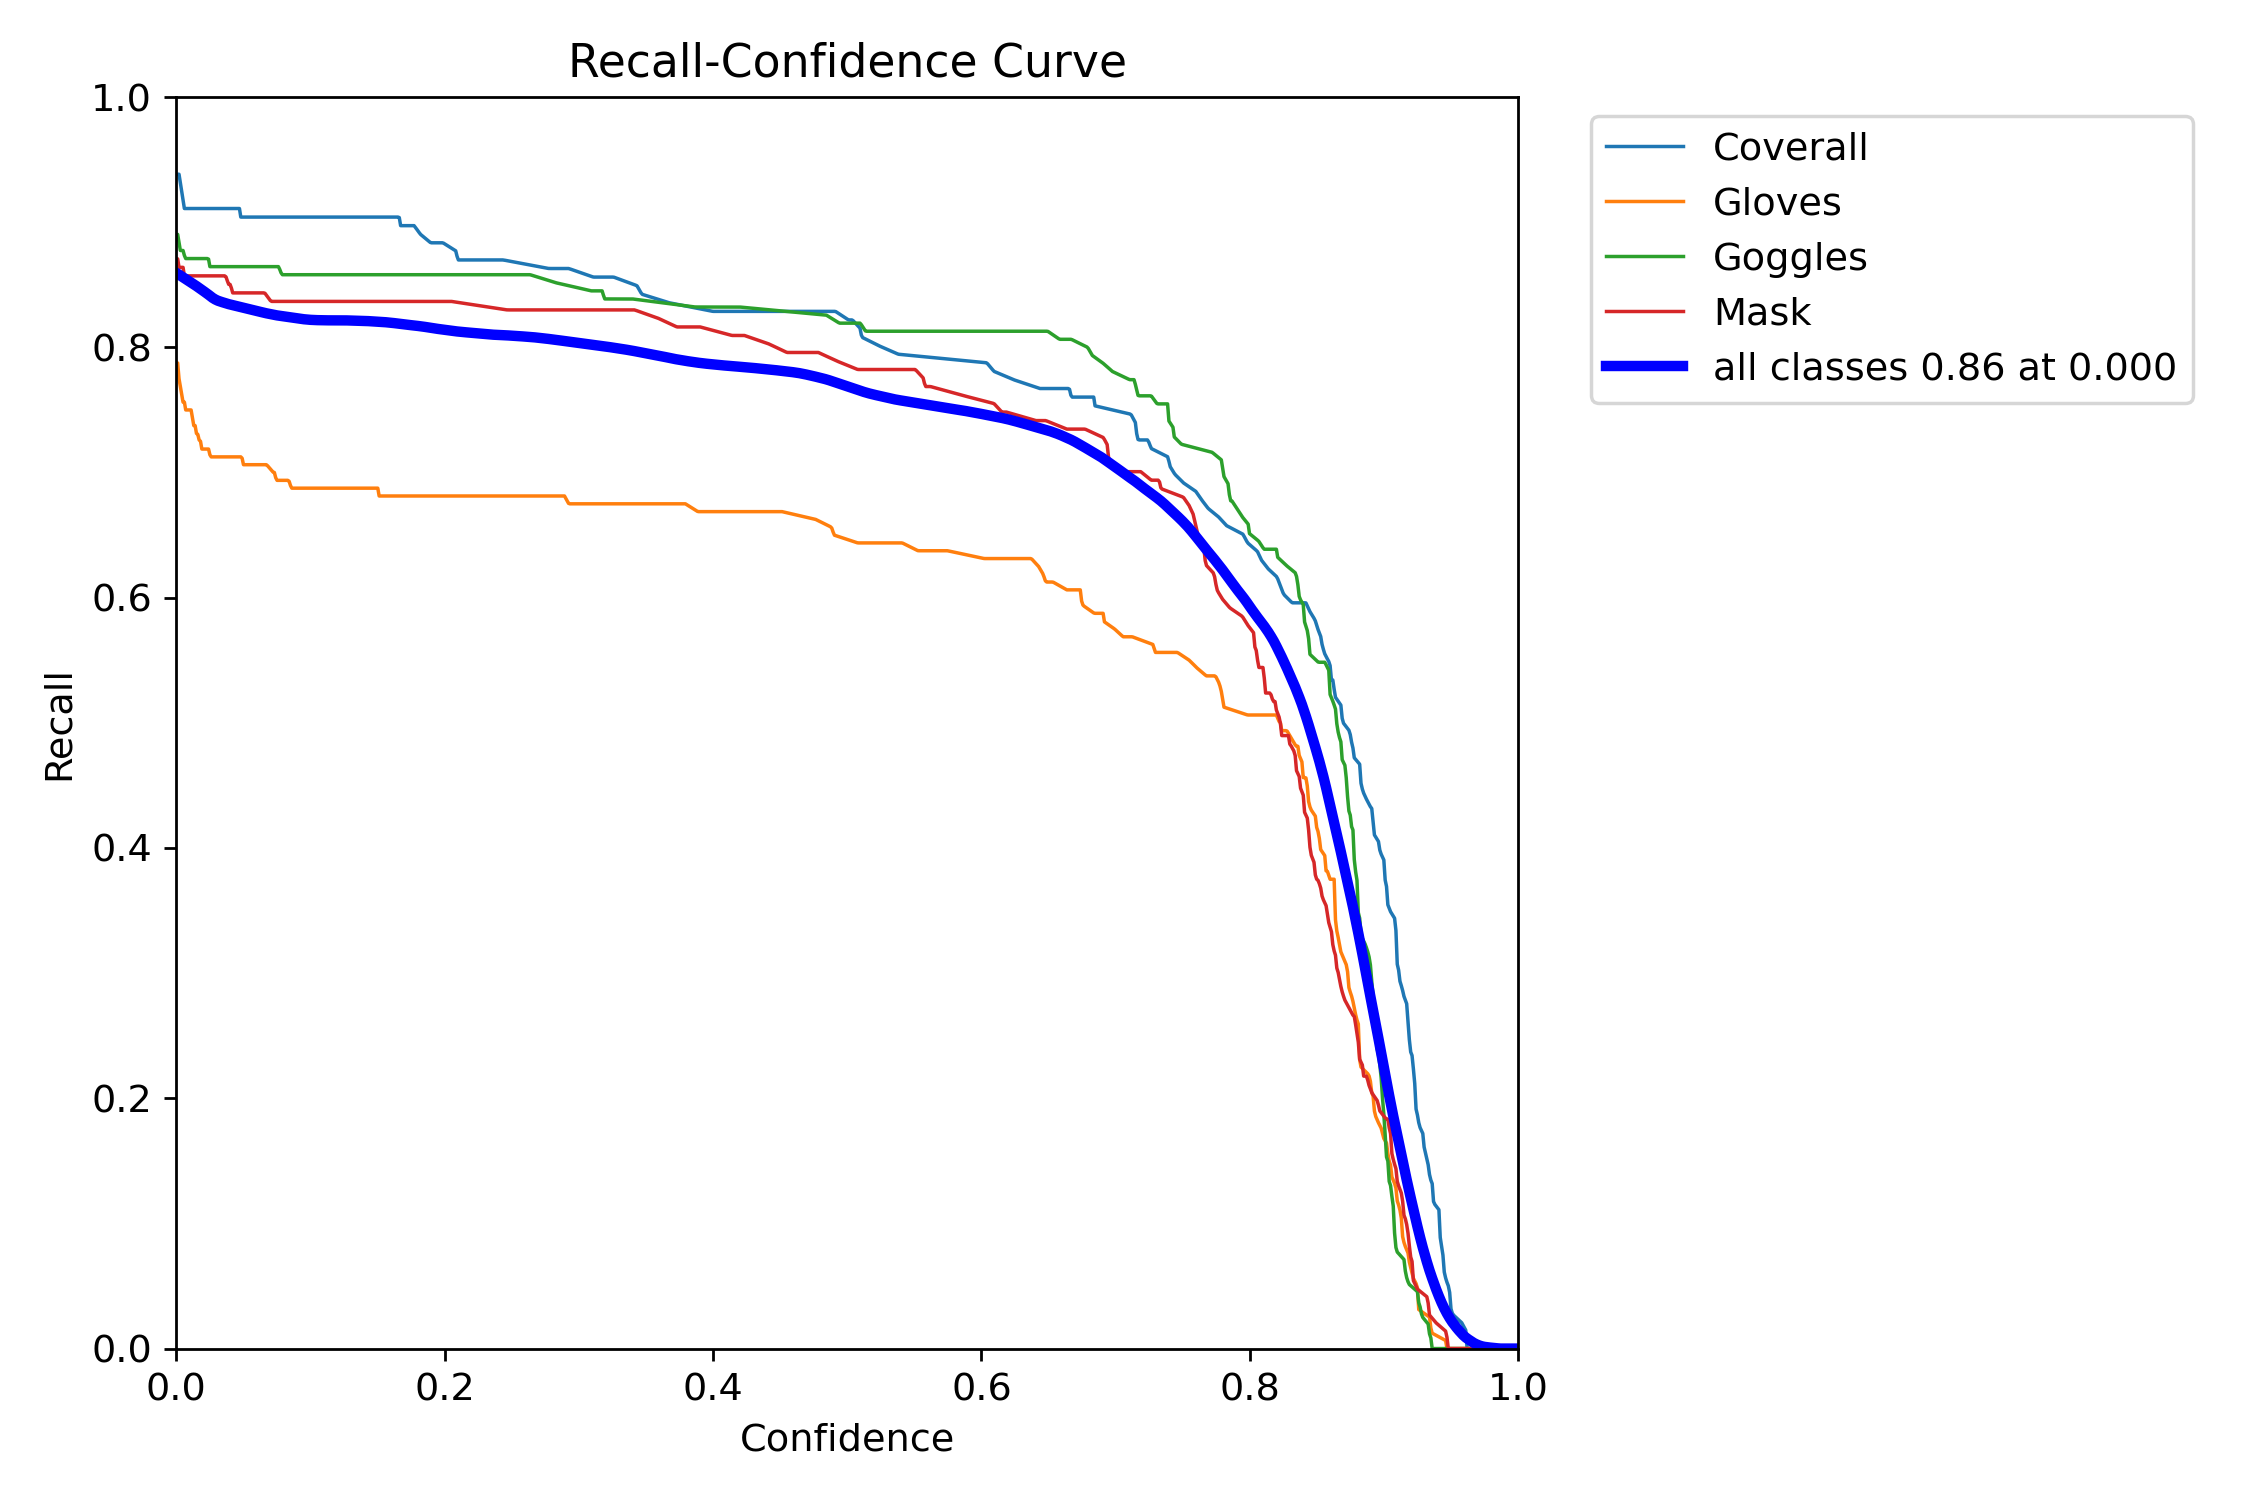 Recall-Confidence Curve
1.0
0.8
0.6
0.4
0.2
0.0
Recall
0.0 0.2 0.4 0.6 0.8 1.0
Confidence
Coverall
Gloves
Goggles
Mask
all classes 0.86 at 0.000